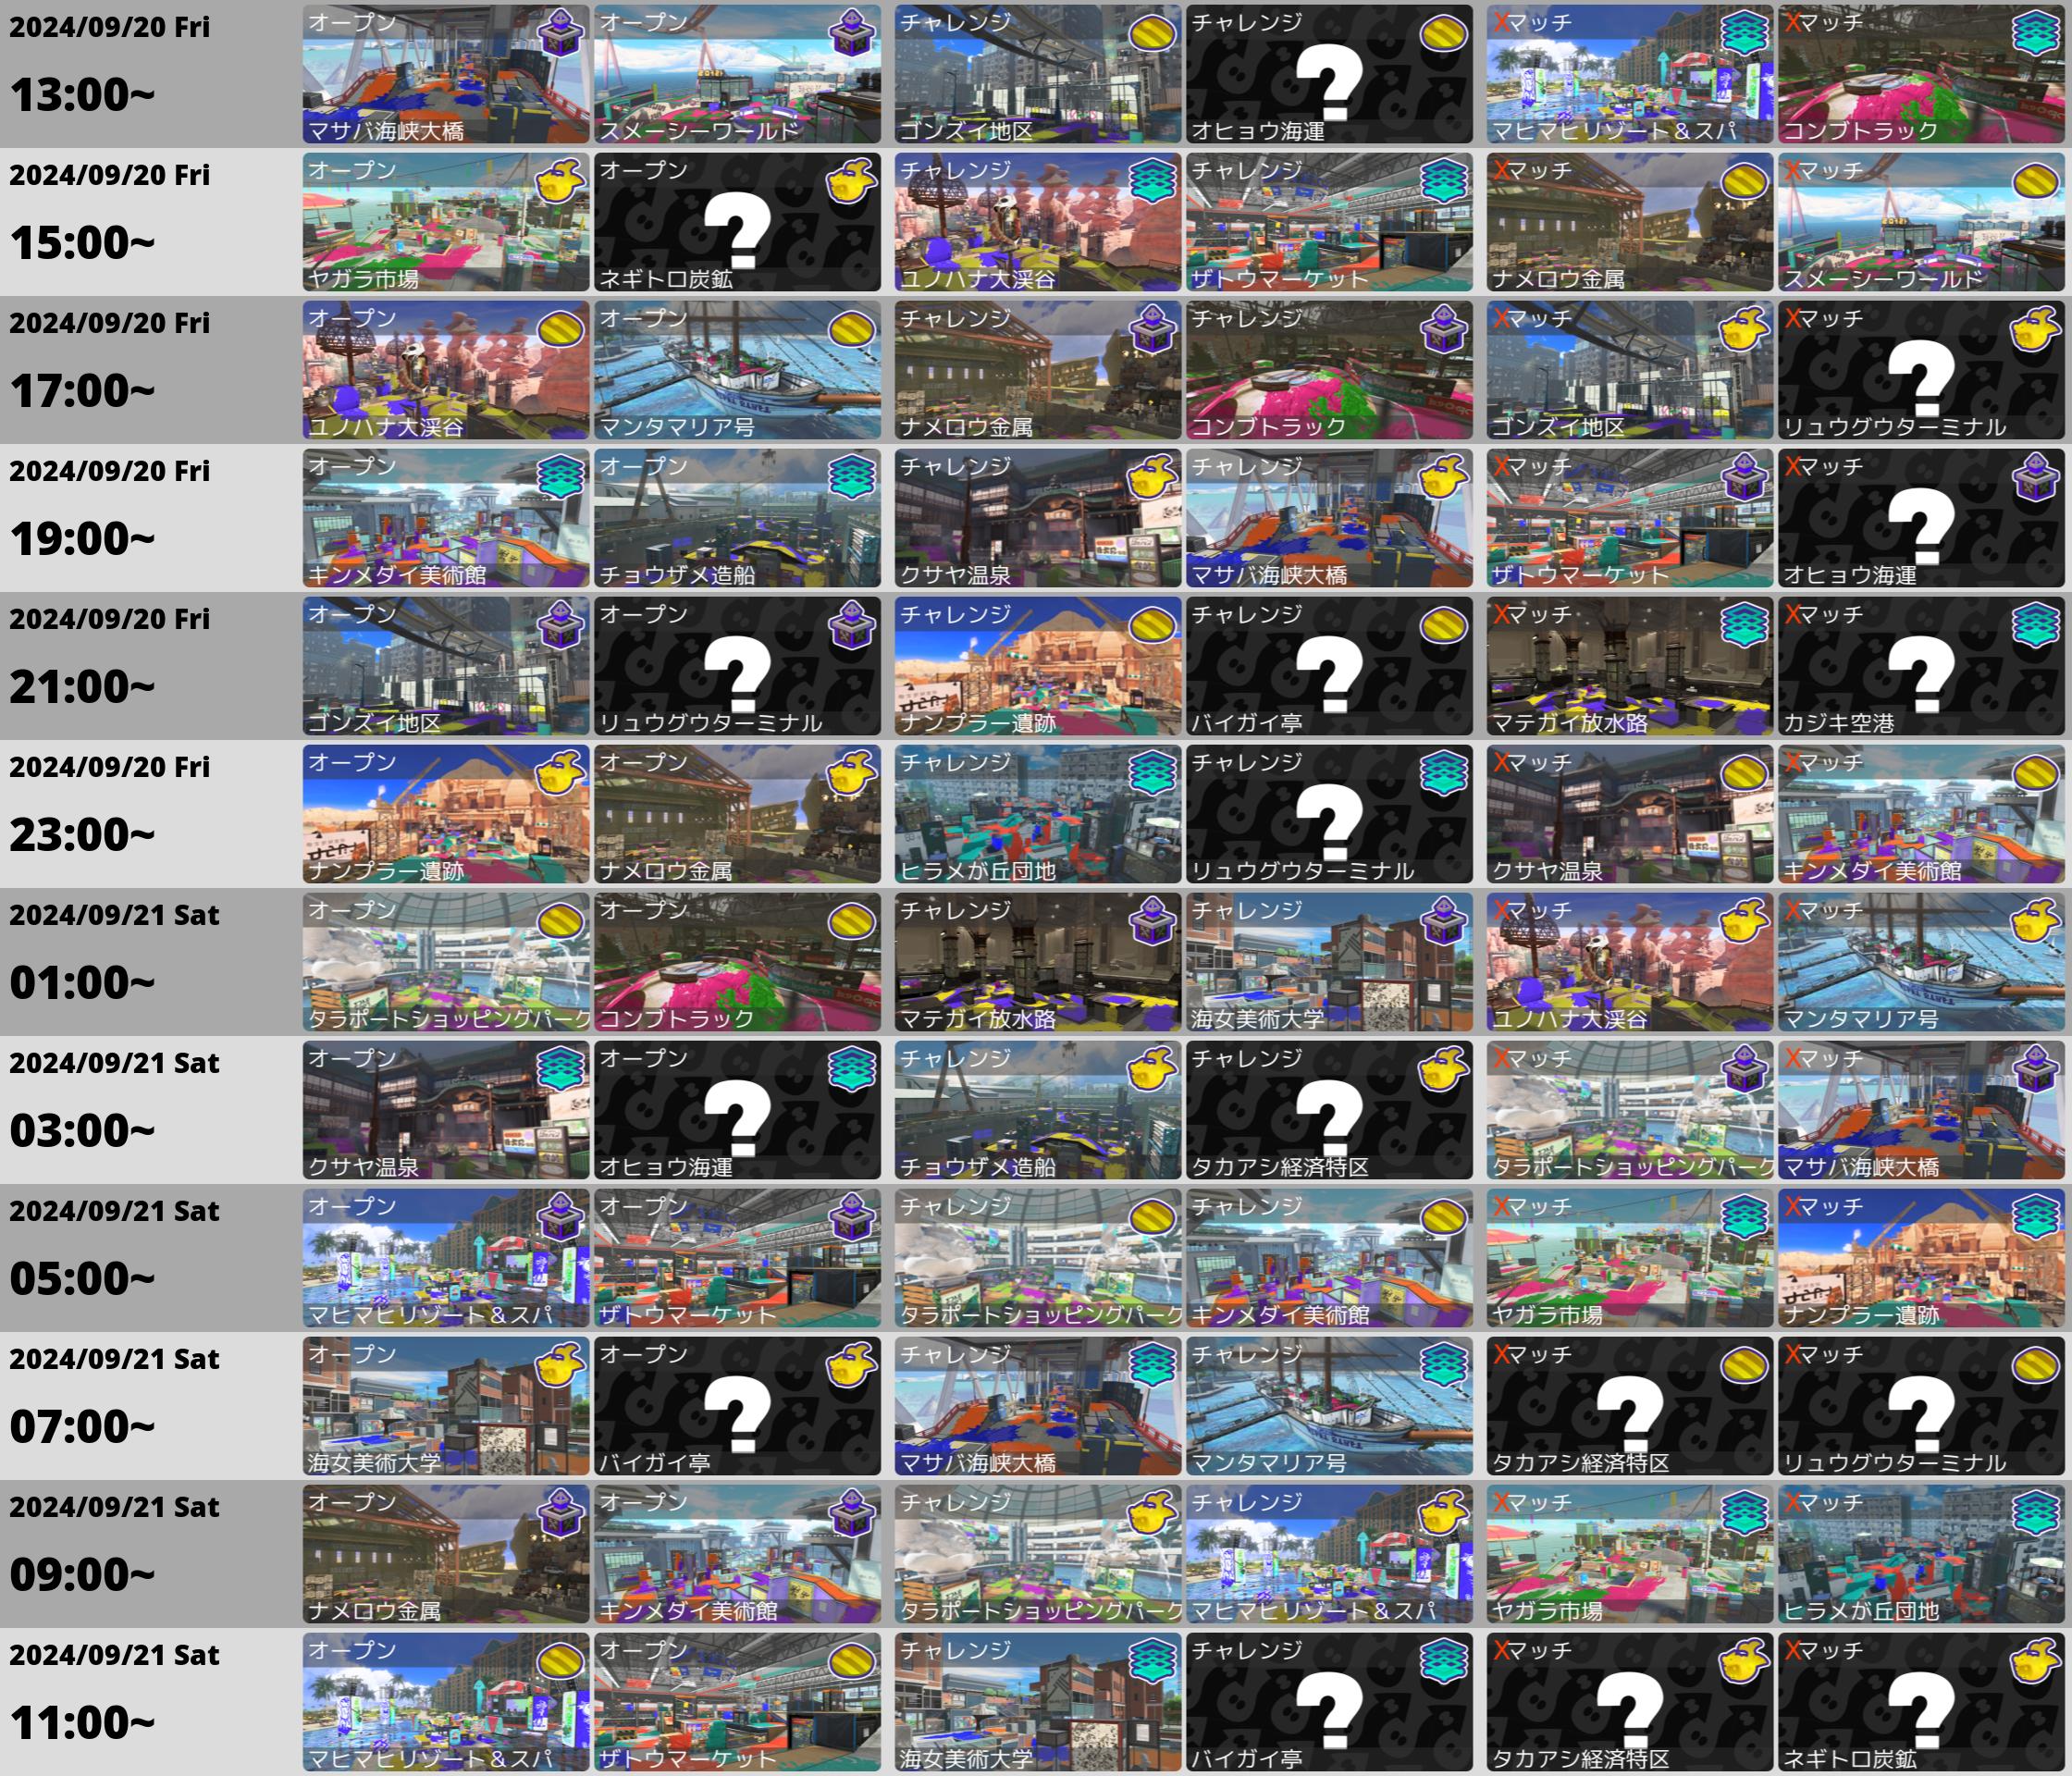 2024/09/20 Fri
13:00~
オープン オープン チャレンジ チャレンジ Xマッチ Xマッチ
マサバ海峡大橋 スメーシーワールド ゴンズイ地区 オヒョウ海運 マヒマヒリゾート＆スパ コンブトラック
2024/09/20 Fri
15:00~
オープン オープン チャレンジ チャレンジ Xマッチ Xマッチ
ヤガラ市場 ネギトロ炭鉱 ユノハナ大渓谷 ザトウマーケット ナメロウ金属 スメーシーワールド
2024/09/20 Fri
17:00~
オープン オープン チャレンジ チャレンジ Xマッチ Xマッチ
ユノハナ大渓谷 マンタマリア号 ナメロウ金属 コンブトラック ゴンズイ地区 リュウグウターミナル
2024/09/20 Fri
19:00~
オープン オープン チャレンジ チャレンジ Xマッチ Xマッチ
キンメダイ美術館 チョウザメ造船 クサヤ温泉 マサバ海峡大橋 ザトウマーケット オヒョウ海運
2024/09/20 Fri
21:00~
オープン オープン チャレンジ チャレンジ Xマッチ Xマッチ
ゴンズイ地区 リュウグウターミナル ナンプラー遺跡 バイガイ亭 マテガイ放水路 カジキ空港
2024/09/20 Fri
23:00~
オープン オープン チャレンジ チャレンジ Xマッチ Xマッチ
ナンプラー遺跡 ナメロウ金属 ヒラメが丘団地 リュウグウターミナル クサヤ温泉 キンメダイ美術館
2024/09/21 Sat
01:00~
オープン オープン チャレンジ チャレンジ Xマッチ Xマッチ
タラポートショッピングパーク コンブトラック マテガイ放水路 海女美術大学 ユノハナ大渓谷 マンタマリア号
2024/09/21 Sat
03:00~
オープン オープン チャレンジ チャレンジ Xマッチ Xマッチ
クサヤ温泉 オヒョウ海運 チョウザメ造船 タカアシ経済特区 タラポートショッピングパーク マサバ海峡大橋
2024/09/21 Sat
05:00~
オープン オープン チャレンジ チャレンジ Xマッチ Xマッチ
マヒマヒリゾート＆スパ ザトウマーケット タラポートショッピングパーク キンメダイ美術館 ヤガラ市場 ナンプラー遺跡
2024/09/21 Sat
07:00~
オープン オープン チャレンジ チャレンジ Xマッチ Xマッチ
海女美術大学 バイガイ亭 マサバ海峡大橋 マンタマリア号 タカアシ経済特区 リュウグウターミナル
2024/09/21 Sat
09:00~
オープン オープン チャレンジ チャレンジ Xマッチ Xマッチ
ナメロウ金属 キンメダイ美術館 タラポートショッピングパーク マヒマヒリゾート＆スパ ヤガラ市場 ヒラメが丘団地
2024/09/21 Sat
11:00~
オープン オープン チャレンジ チャレンジ Xマッチ Xマッチ
マヒマヒリゾート＆スパ ザトウマーケット 海女美術大学 バイガイ亭 タカアシ経済特区 ネギトロ炭鉱